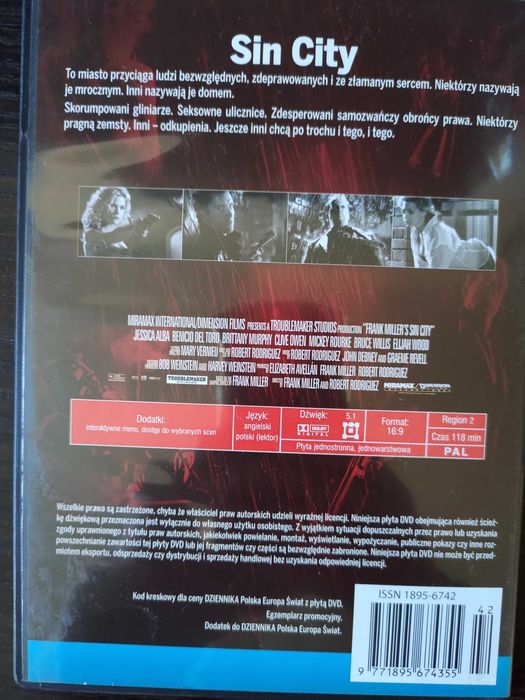 Sin City
To miasto przyciąga ludzi bezwzględnych, zdeprawowanych i ze złamanym sercem. Niektórzy nazywają
je mrocznym. Inni nazywają je domem.
Skorumpowani gliniarze. Seksowne ulicznice. Zdesperowani samozwańczy obrońcy prawa. Niektórzy
pragną zemsty. Inni – odkupienia. Jeszcze inni chcą po trochu i tego, i tego.
MIRAMAX INTERNATIONAL/DIMENSION FILMS PRESENTS A TROUBLEMAKER STUDIOS PRODUCTION "FRANK MILLER'S SIN CITY"
JESSICA ALBA BENICIO DEL TORO BRITTANY MURPHY CLIVE OWEN MICKEY ROURKE BRUCE WILLIS ELIJAH WOOD
MARY VERNIEU ROBERT RODRIGUEZ ROBERT RODRIGUEZ JOHN DEBNEY AND GRAEME REVELL
BOB WEINSTEIN AND HARVEY WEINSTEIN ELIZABETH AVELLÁN FRANK MILLER ROBERT RODRIGUEZ
TROUBLEMAKER FRANK MILLER FRANK MILLER AND ROBERT RODRIGUEZ MIRAMAX DIMENSION
Dodatki:
interaktywne menu, dostęp do wybranych scen
Język:
angielski
polski (lektor)
Dźwięk: 5.1
DOLBY
DIGITAL
Płyta jednostronna, jednowarstwowa
Format:
16:9
Region 2
Czas 118 min
PAL
Wszelkie prawa są zastrzeżone, chyba że właściciel praw autorskich udzieli wyraźnej licencji. Niniejsza płyta DVD obejmująca również ścież-
kę dźwiękową przeznaczona jest wyłącznie do własnego użytku osobistego. Z wyjątkiem sytuacji dopuszczalnych przez prawo lub uzyskania
zgody uprawnionego z tytułu praw autorskich, jakiekolwiek powielanie, montaż, wyświetlanie, wypożyczanie, publiczne pokazy czy inne roz-
powszechnianie zawartości tej płyty DVD lub jej fragmentów czy części są bezwzględnie zabronione. Niniejsza płyta DVD nie może być przed-
miotem eksportu, odsprzedaży czy dystrybucji i sprzedaży handlowej bez uzyskania odpowiedniej licencji.
Kod kreskowy dla ceny DZIENNIKA Polska Europa Świat z płytą DVD.
Egzemplarz promocyjny.
Dodatek do DZIENNIKA Polska Europa Świat.
ISSN 1895-6742
42
9 771895 674355